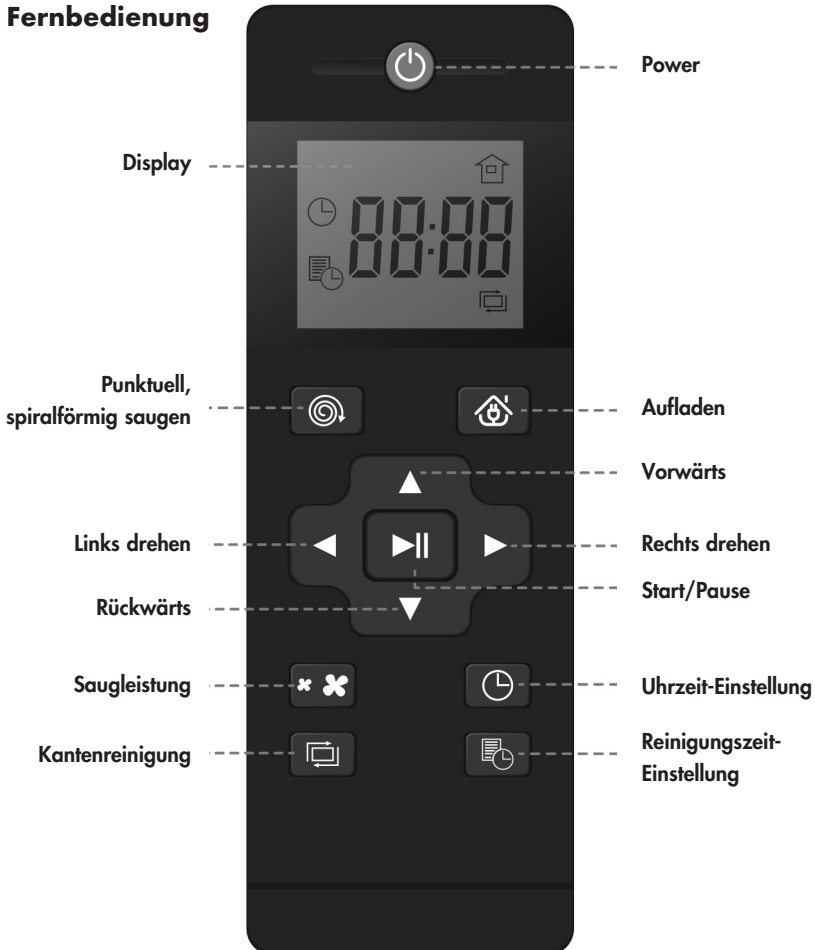 Fernbedienung
Power
Display
88:88
Punktuell,
spiralförmig saugen
Aufladen
Vorwärts
Links drehen
Rechts drehen
Start/Pause
Rückwärts
Saugleistung
Uhrzeit-Einstellung
Kantenreinigung
Reinigungszeit-
Einstellung